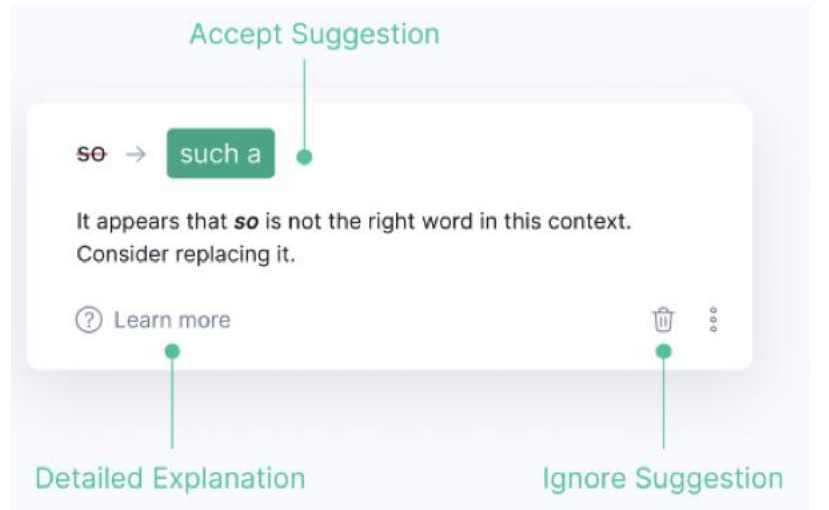 Accept Suggestion
so → such a
It appears that so is not the right word in this context.
Consider replacing it.
? Learn more
Detailed Explanation
Ignore Suggestion